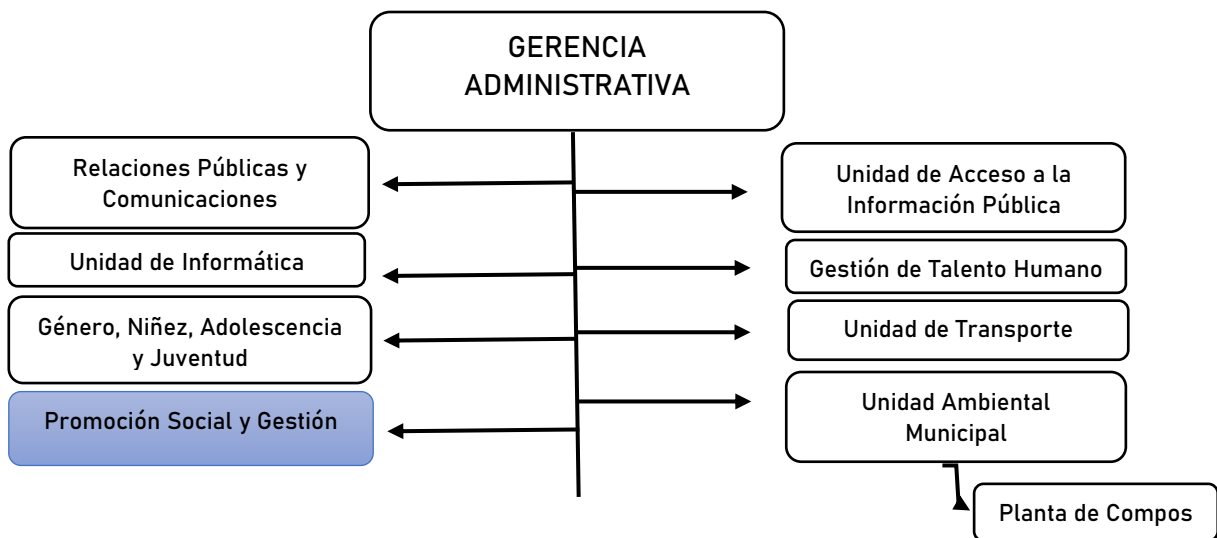 GERENCIA
ADMINISTRATIVA
Relaciones Públicas y
Comunicaciones
Unidad de Acceso a la
Información Pública
Unidad de Informática
Gestión de Talento Humano
Género, Niñez, Adolescencia
y Juventud
Unidad de Transporte
Promoción Social y Gestión
Unidad Ambiental
Municipal
Planta de Compos